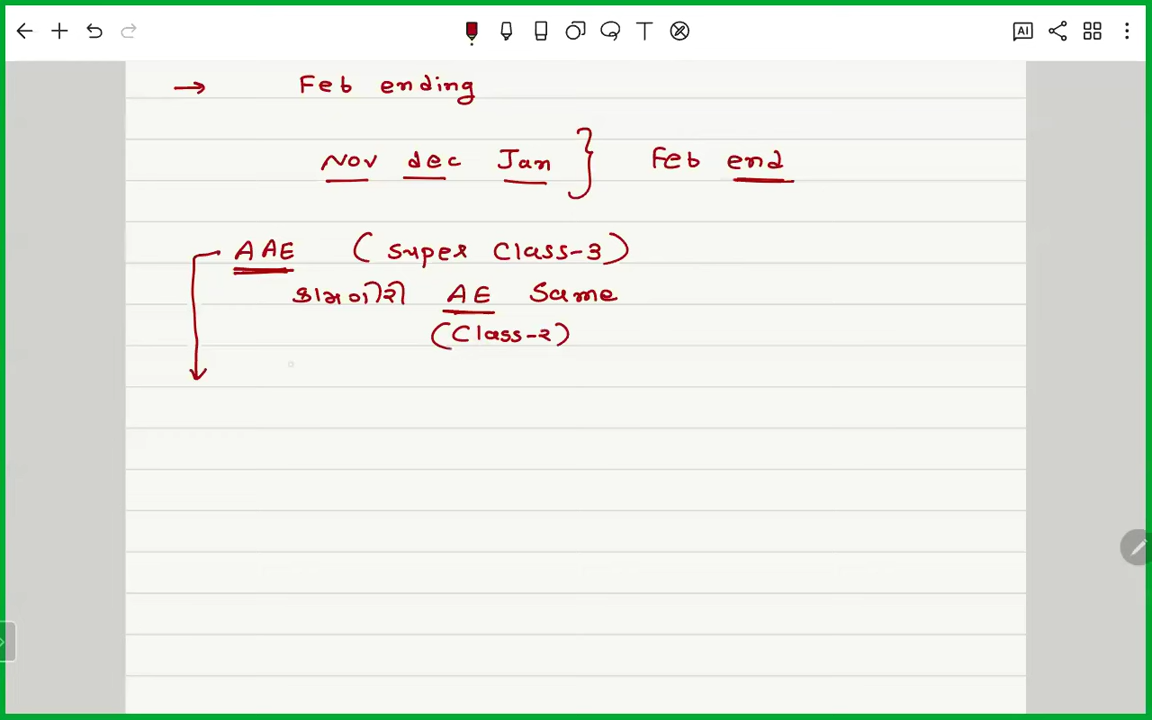 → Feb ending
Nov dec Jan } Feb end
AAE (Super Class-3)
કામગીરી AE Same
(Class-2)